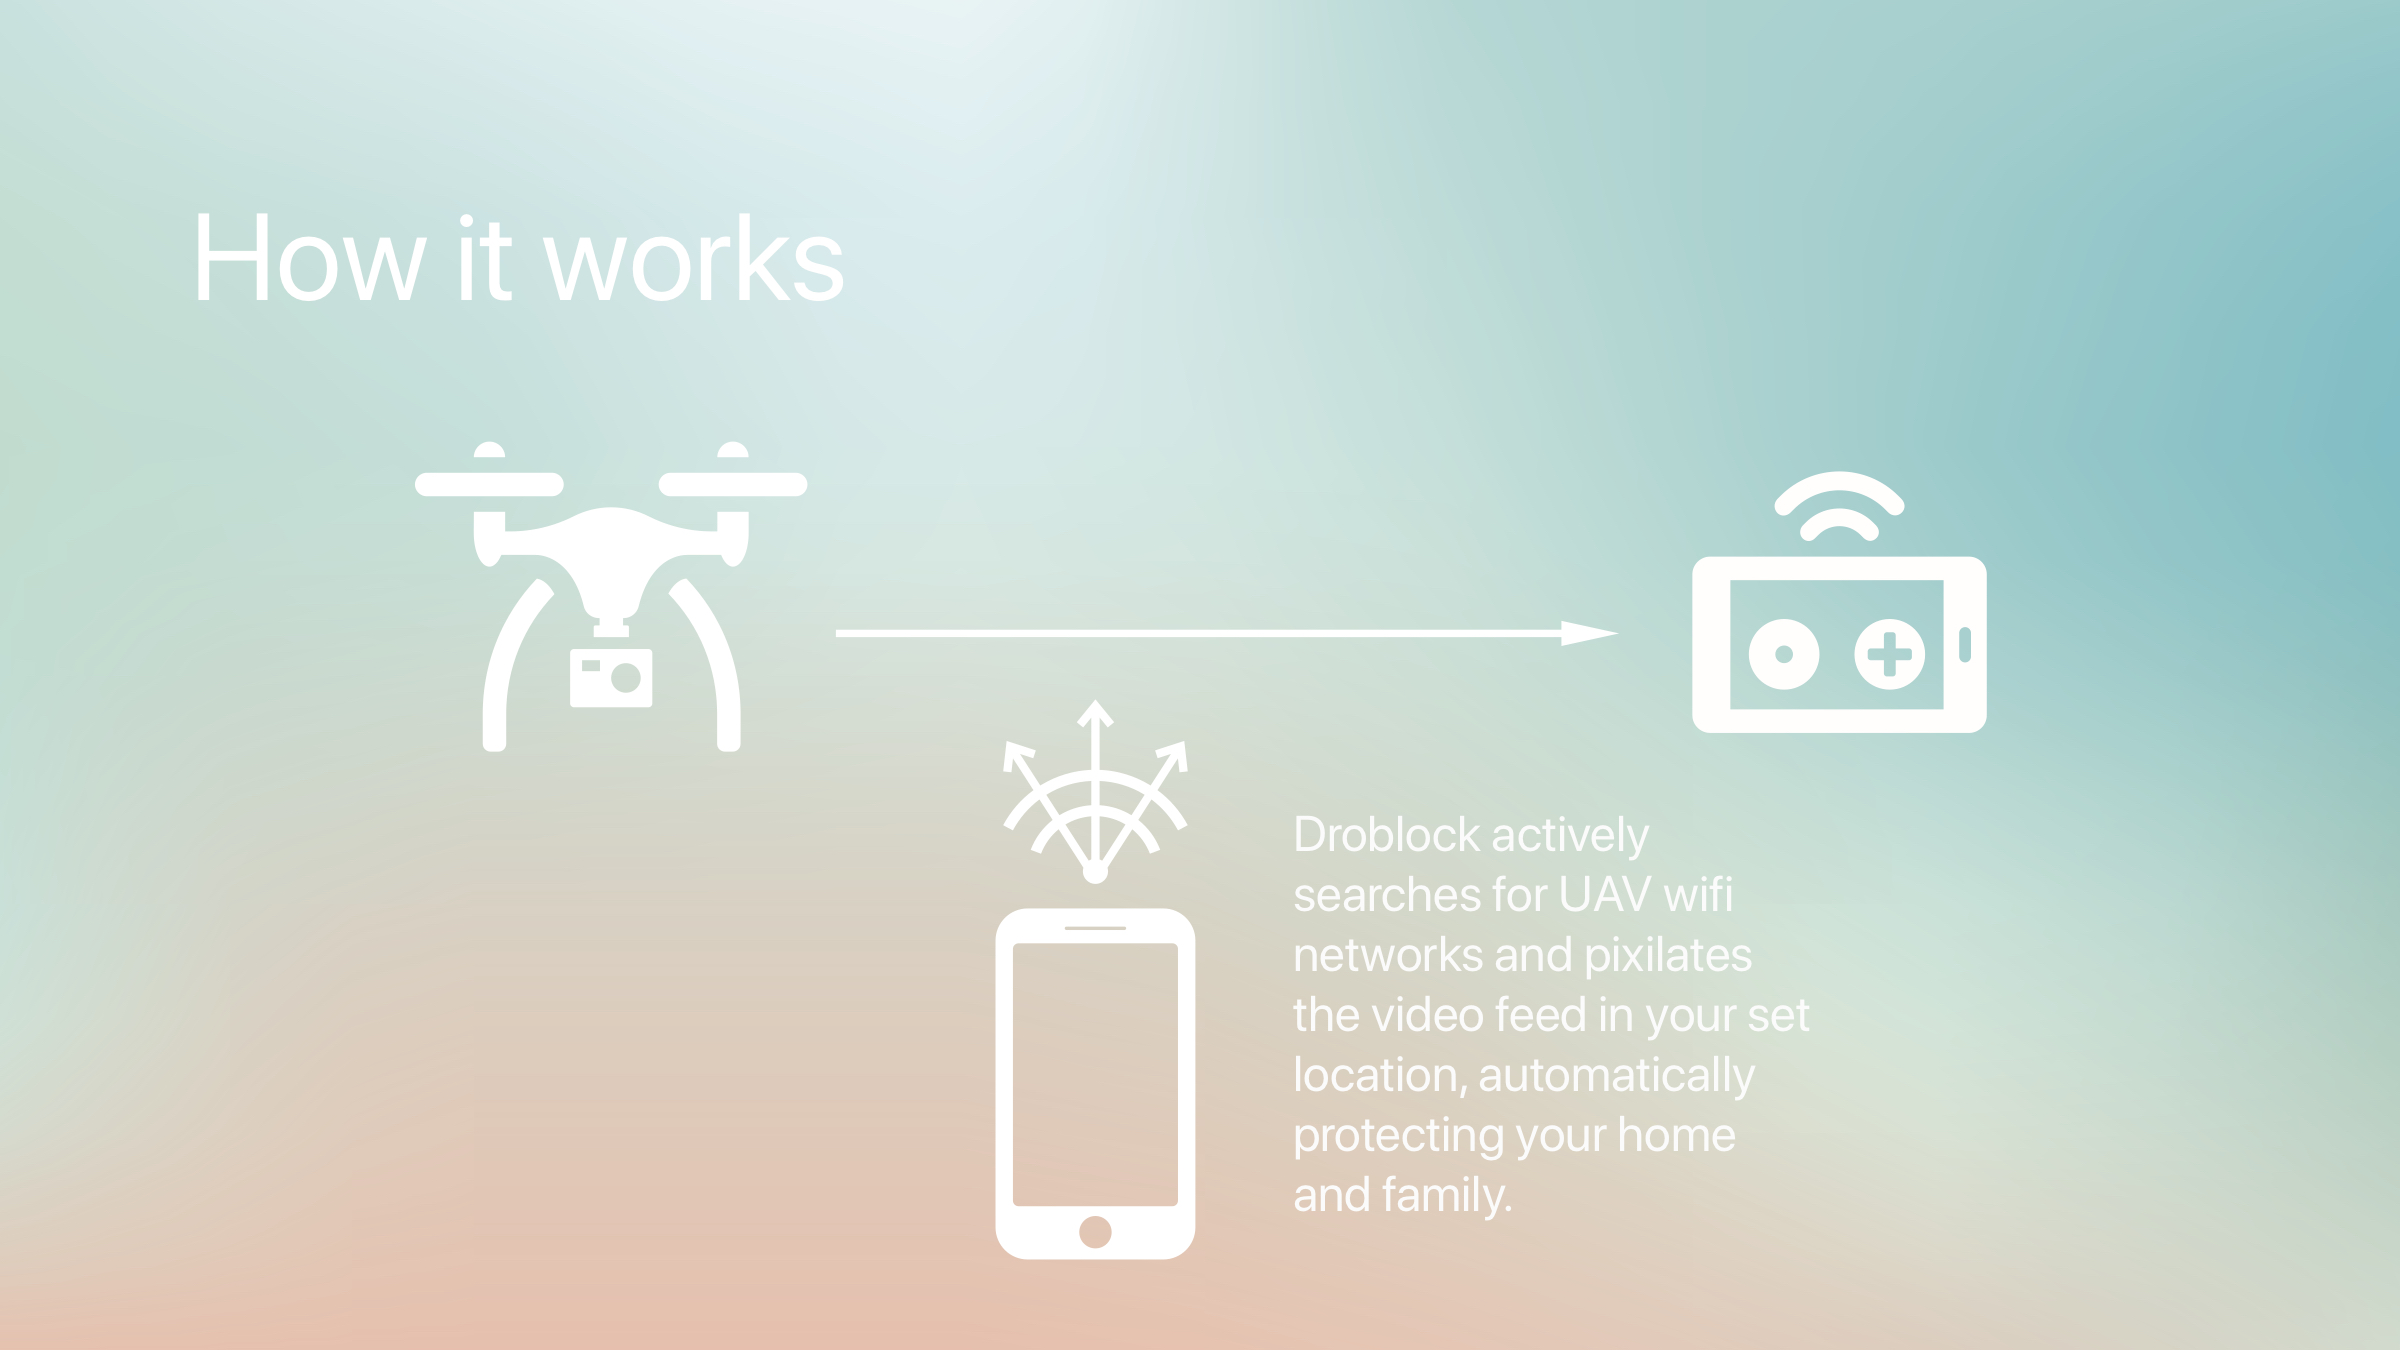 How it works
Droblock actively
searches for UAV wifi
networks and pixilates
the video feed in your set
location, automatically
protecting your home
and family.